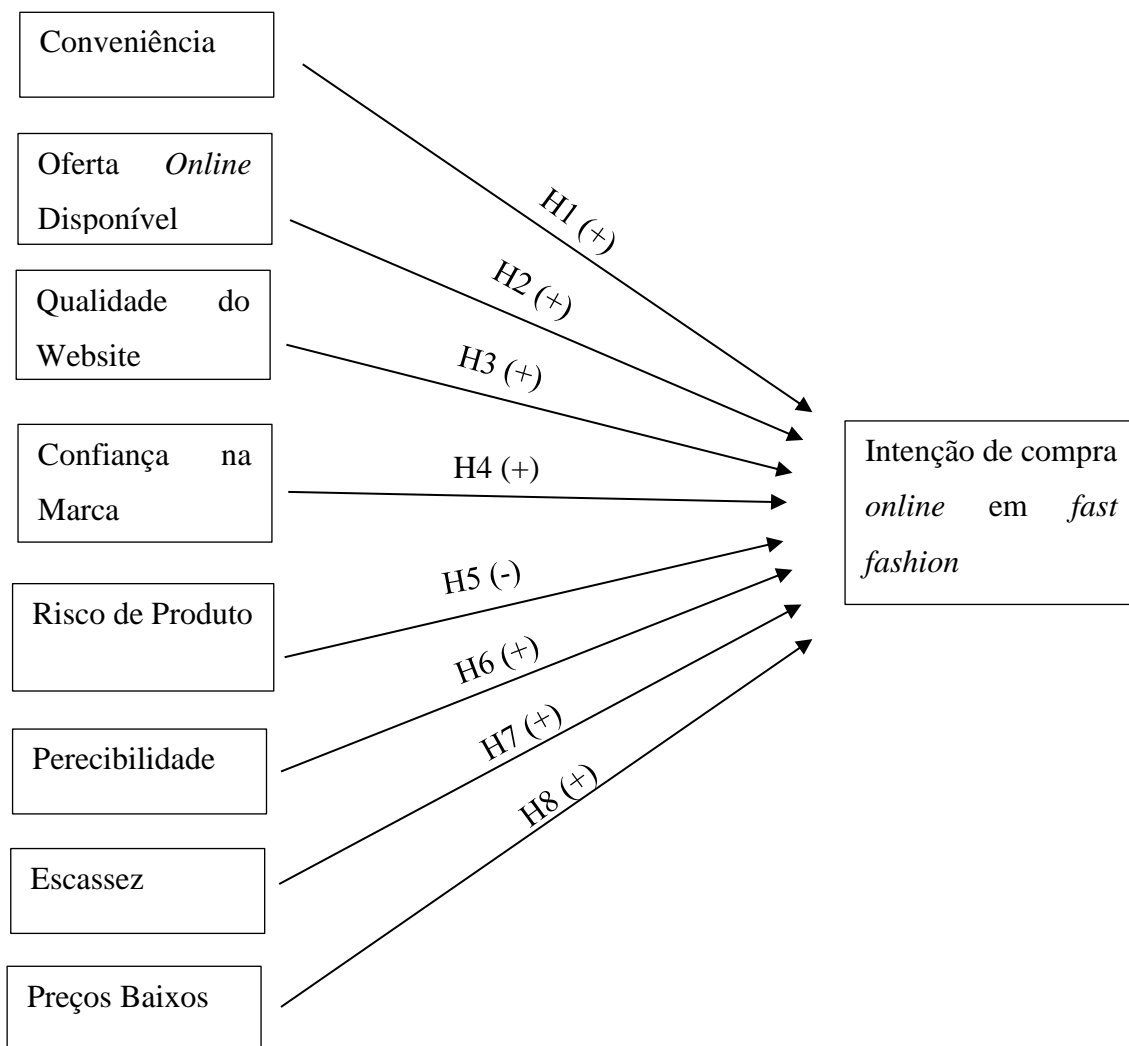 Conveniência
Oferta Online
Disponível
Qualidade do
Website
Confiança na
Marca
Risco de Produto
Perecibilidade
Escassez
Preços Baixos
H1 (+)
H2 (+)
H3 (+)
H4 (+)
H5 (-)
H6 (+)
H7 (+)
H8 (+)
Intenção de compra
online em fast
fashion